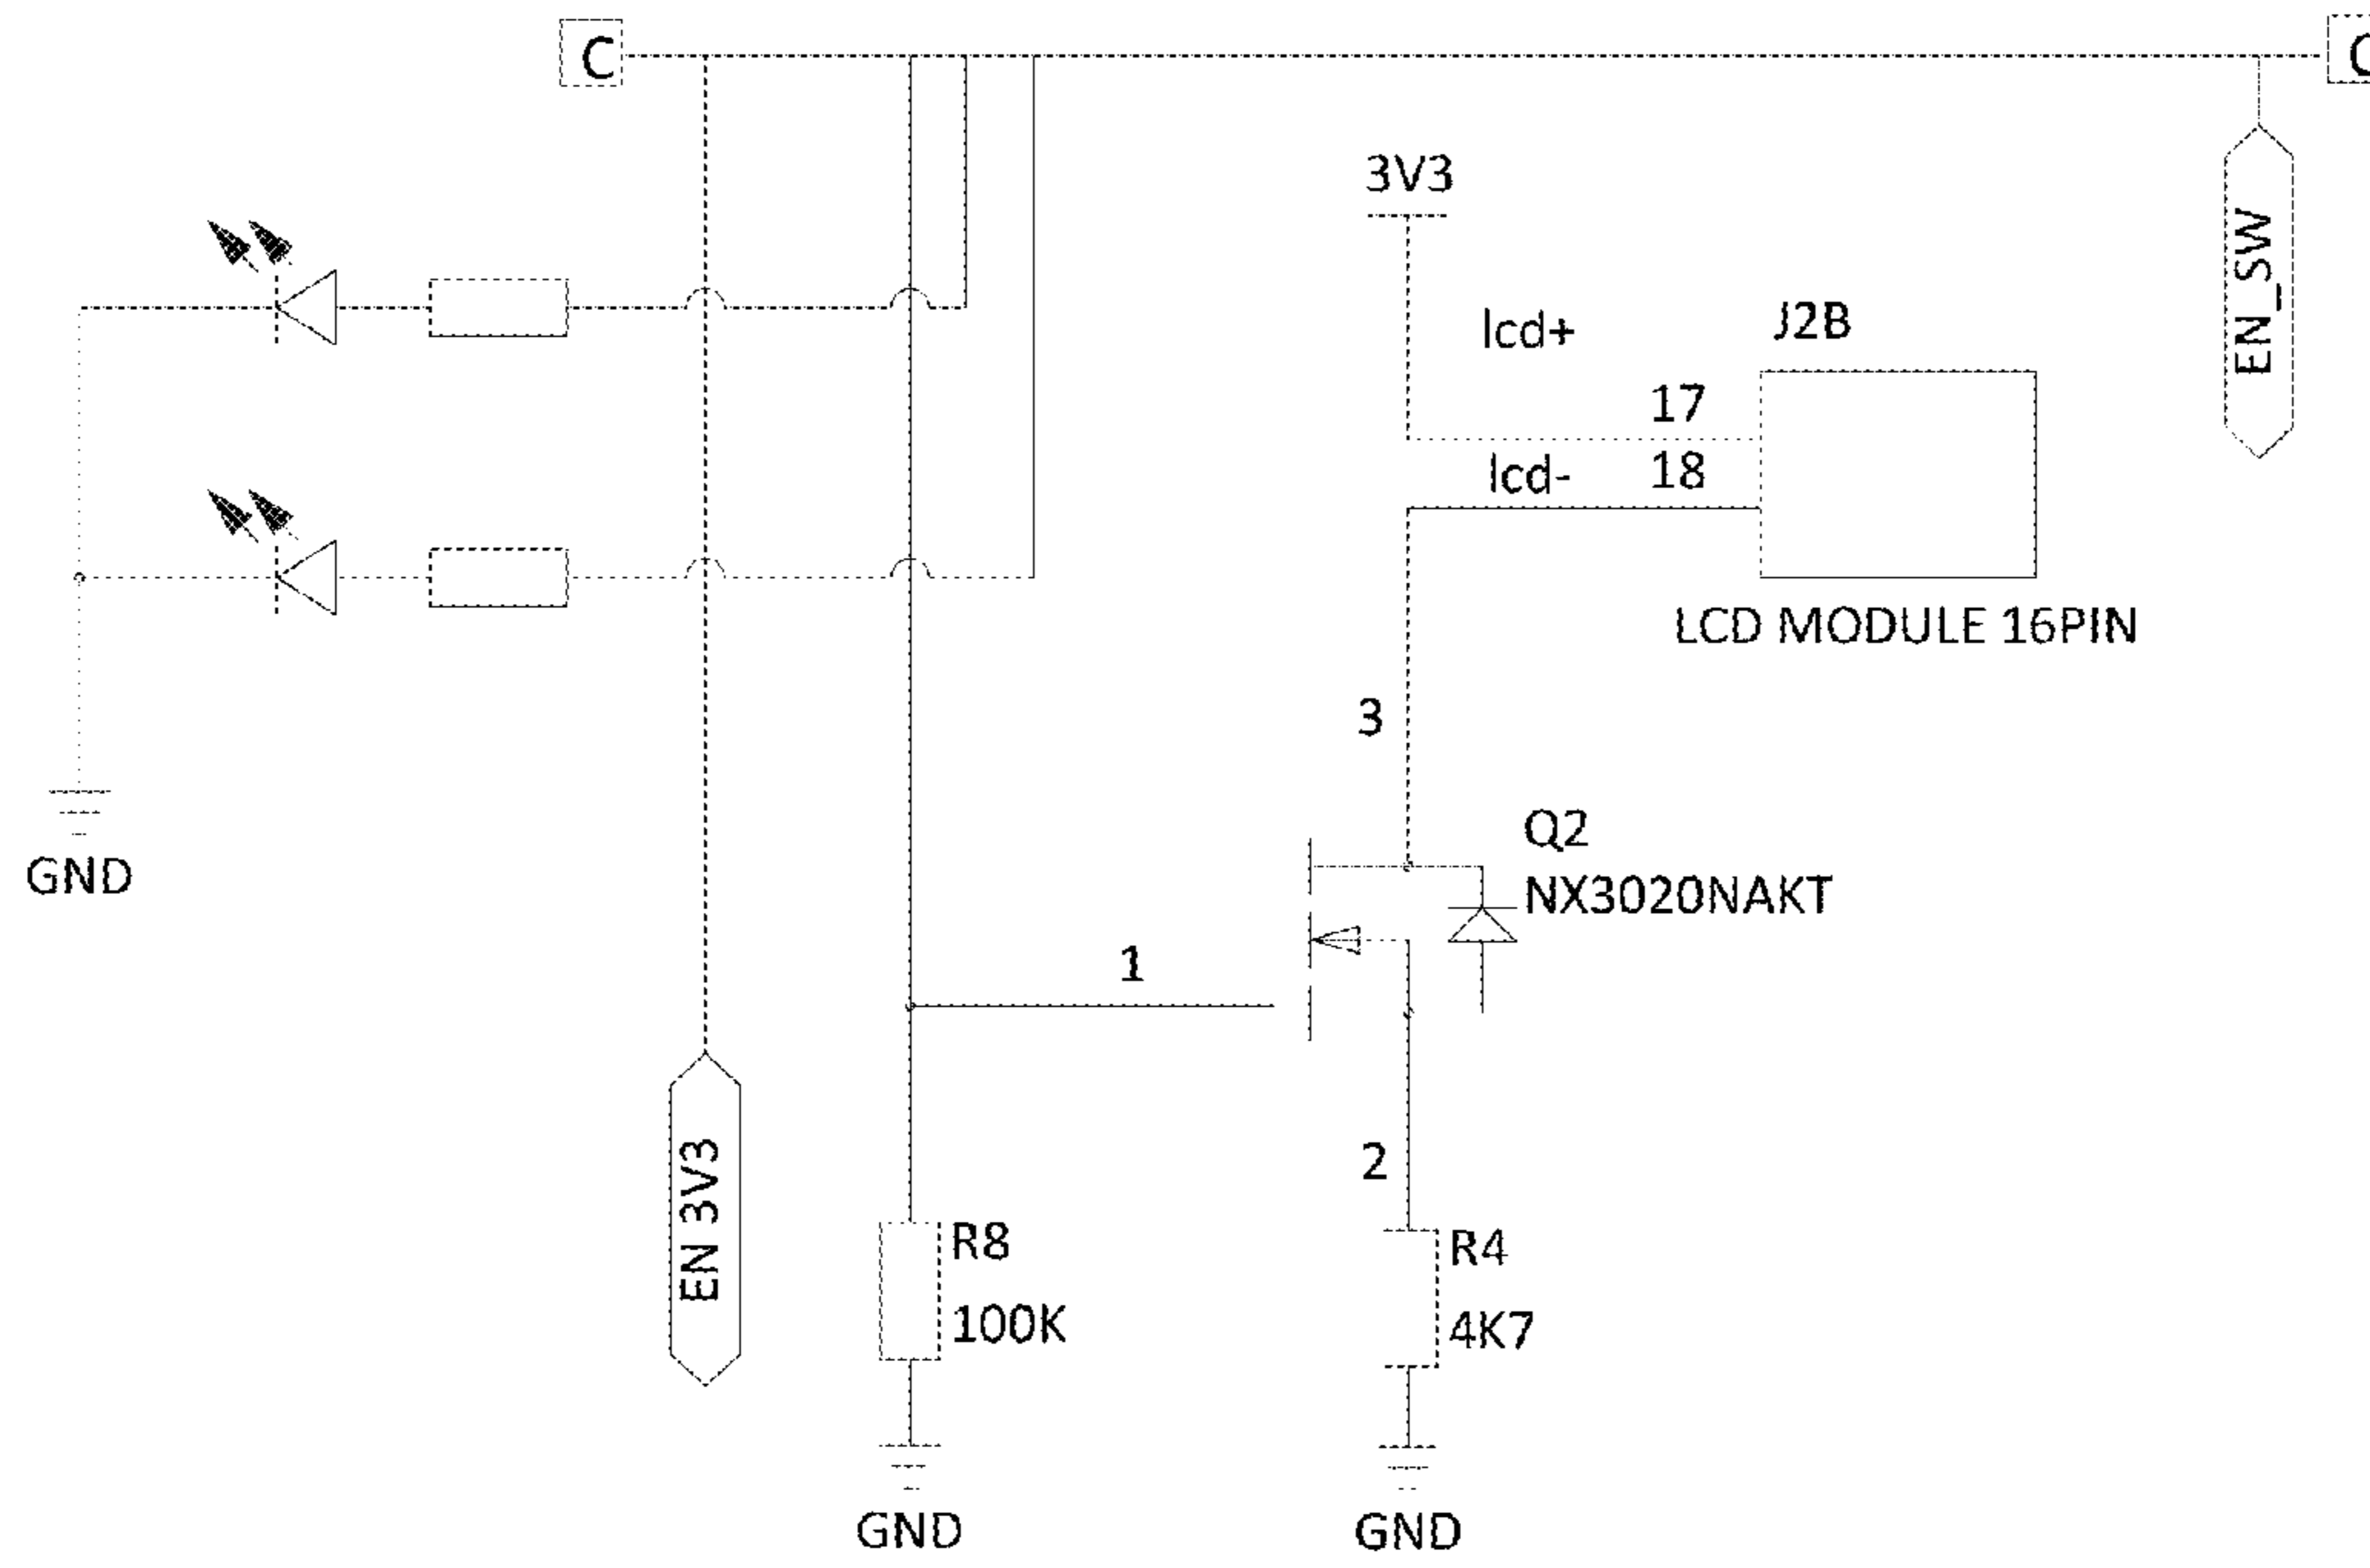 C
C
3V3
EN_SW
lcd+
J2B
17
lcd-
18
LCD MODULE 16PIN
3
Q2
NX3020NAKT
GND
1
EN 3V3
2
R8
100K
R4
4K7
GND
GND